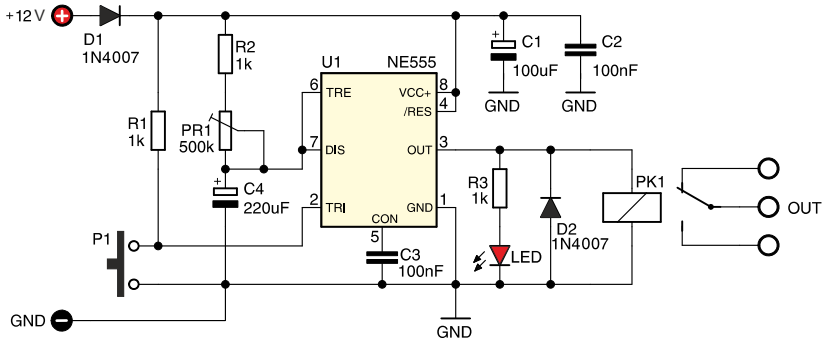 +12V
D1
1N4007
R2
1k
R1
1k
PR1
500k
+
C4
220uF
P1
GND
U1
NE555
6 TRE
7 DIS
2 TRI
VCC+ 8
/RES 4
OUT 3
GND 1
CON
5
C3
100nF
+
C1
100uF
GND
C2
100nF
GND
R3
1k
LED
D2
1N4007
PK1
OUT
GND